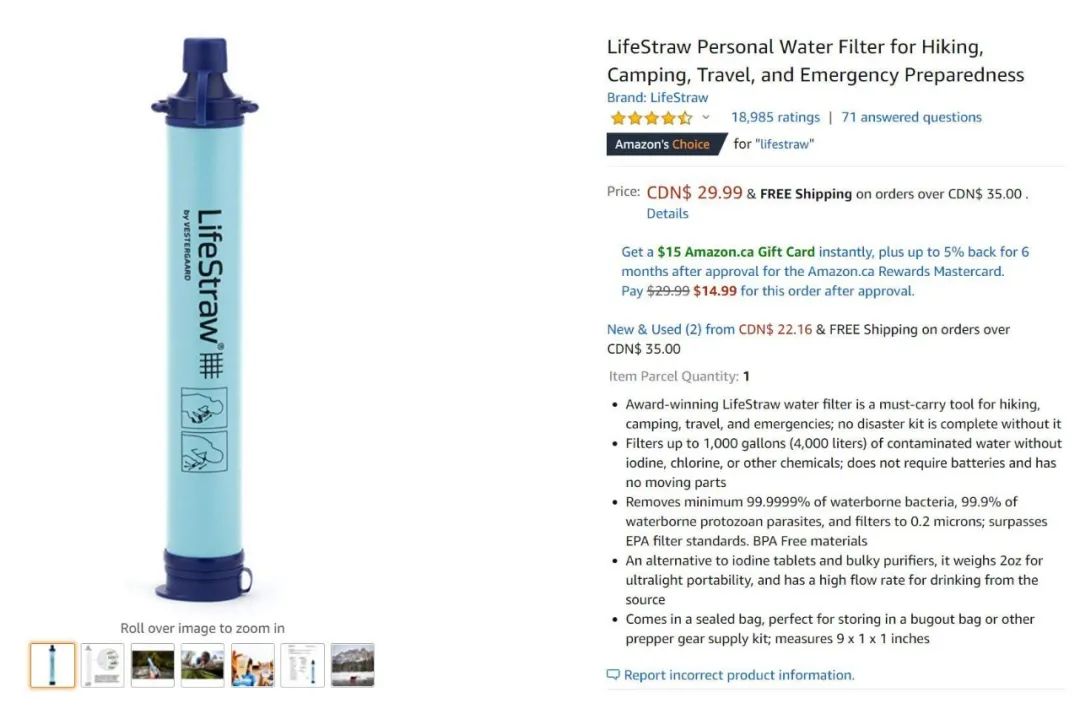 LifeStraw®
by VESTERGAARD
Roll over image to zoom in
LifeStraw Personal Water Filter for Hiking,
Camping, Travel, and Emergency Preparedness
Brand: LifeStraw
18,985 ratings | 71 answered questions
Amazon's Choice for "lifestraw"
Price: CDN$ 29.99 & FREE Shipping on orders over CDN$ 35.00 .
Details
Get a $15 Amazon.ca Gift Card instantly, plus up to 5% back for 6
months after approval for the Amazon.ca Rewards Mastercard.
Pay $29.99 $14.99 for this order after approval.
New & Used (2) from CDN$ 22.16 & FREE Shipping on orders over
CDN$ 35.00
Item Parcel Quantity: 1
• Award-winning LifeStraw water filter is a must-carry tool for hiking,
camping, travel, and emergencies; no disaster kit is complete without it
• Filters up to 1,000 gallons (4,000 liters) of contaminated water without
iodine, chlorine, or other chemicals; does not require batteries and has
no moving parts
• Removes minimum 99.9999% of waterborne bacteria, 99.9% of
waterborne protozoan parasites, and filters to 0.2 microns; surpasses
EPA filter standards. BPA Free materials
• An alternative to iodine tablets and bulky purifiers, it weighs 2oz for
ultralight portability, and has a high flow rate for drinking from the
source
• Comes in a sealed bag, perfect for storing in a bugout bag or other
prepper gear supply kit; measures 9 x 1 x 1 inches
Report incorrect product information.